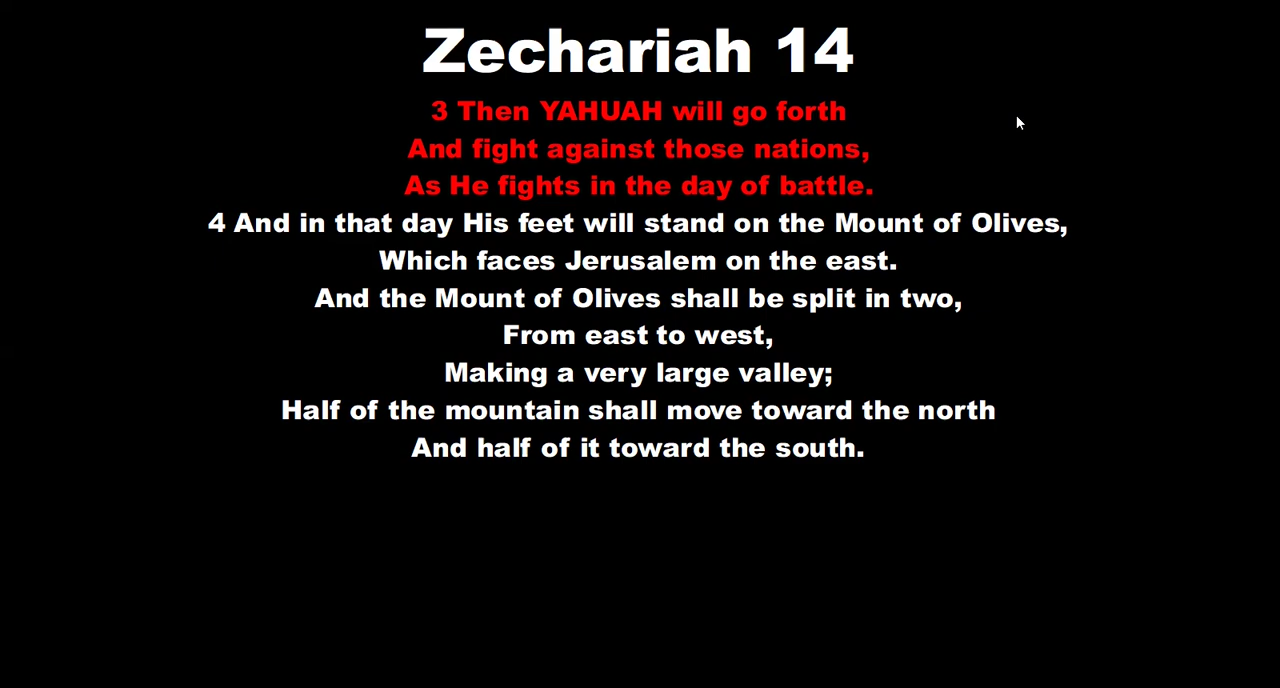 Zechariah 14
3 Then YAHUAH will go forth
And fight against those nations,
As He fights in the day of battle.
4 And in that day His feet will stand on the Mount of Olives,
Which faces Jerusalem on the east.
And the Mount of Olives shall be split in two,
From east to west,
Making a very large valley;
Half of the mountain shall move toward the north
And half of it toward the south.